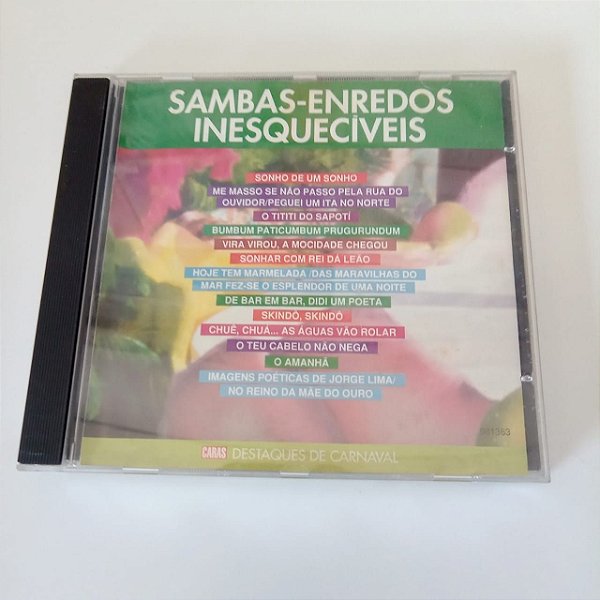 SAMBAS-ENREDOS
INESQUECÍVEIS
SONHO DE UM SONHO
ME MASSO SE NÃO PASSO PELA RUA DO
OUVIDOR/PEGUEI UM ITA NO NORTE
O TITITI DO SAPOTÍ
BUMBUM PATICUMBUM PRUGURUNDUM
VIRA VIROU, A MOCIDADE CHEGOU
SONHAR COM REI DÁ LEÃO
HOJE TEM MARMELADA /DAS MARAVILHAS DO
MAR FEZ-SE O ESPLENDOR DE UMA NOITE
DE BAR EM BAR, DIDI UM POETA
SKINDÔ, SKINDÔ
CHUÊ, CHUÁ... AS ÁGUAS VÃO ROLAR
O TEU CABELO NÃO NEGA
O AMANHÃ
IMAGENS POÉTICAS DE JORGE LIMA/
NO REINO DA MÃE DO OURO
CARAS DESTAQUES DE CARNAVAL